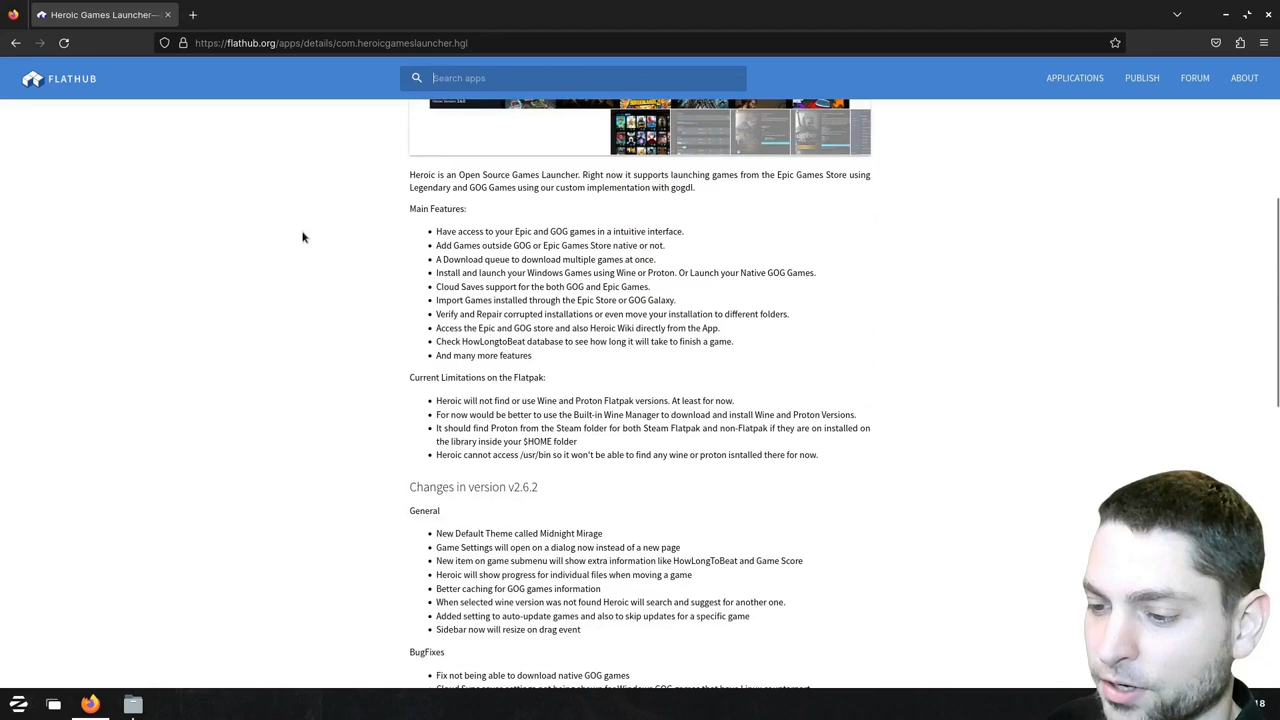 Heroic Games Launcher—
https://flathub.org/apps/details/com.heroicgameslauncher.hgl
FLATHUB
Search apps
APPLICATIONS
PUBLISH
FORUM
ABOUT
Heroic is an Open Source Games Launcher. Right now it supports launching games from the Epic Games Store using
Legendary and GOG Games using our custom implementation with gogdl.
Main Features:
Have access to your Epic and GOG games in a intuitive interface.
Add Games outside GOG or Epic Games Store native or not.
A Download queue to download multiple games at once.
Install and launch your Windows Games using Wine or Proton. Or Launch your Native GOG Games.
Cloud Saves support for the both GOG and Epic Games.
Import Games installed through the Epic Store or GOG Galaxy.
Verify and Repair corrupted installations or even move your installation to different folders.
Access the Epic and GOG store and also Heroic Wiki directly from the App.
Check HowLongtoBeat database to see how long it will take to finish a game.
And many more features
Current Limitations on the Flatpak:
Heroic will not find or use Wine and Proton Flatpak versions. At least for now.
For now would be better to use the Built-in Wine Manager to download and install Wine and Proton Versions.
It should find Proton from the Steam folder for both Steam Flatpak and non-Flatpak if they are on installed on
the library inside your $HOME folder
Heroic cannot access /usr/bin so it won't be able to find any wine or proton isntalled there for now.
Changes in version v2.6.2
General
New Default Theme called Midnight Mirage
Game Settings will open on a dialog now instead of a new page
New item on game submenu will show extra information like HowLongToBeat and Game Score
Heroic will show progress for individual files when moving a game
Better caching for GOG games information
When selected wine version was not found Heroic will search and suggest for another one.
Added setting to auto-update games and also to skip updates for a specific game
Sidebar now will resize on drag event
BugFixes
Fix not being able to download native GOG games
18